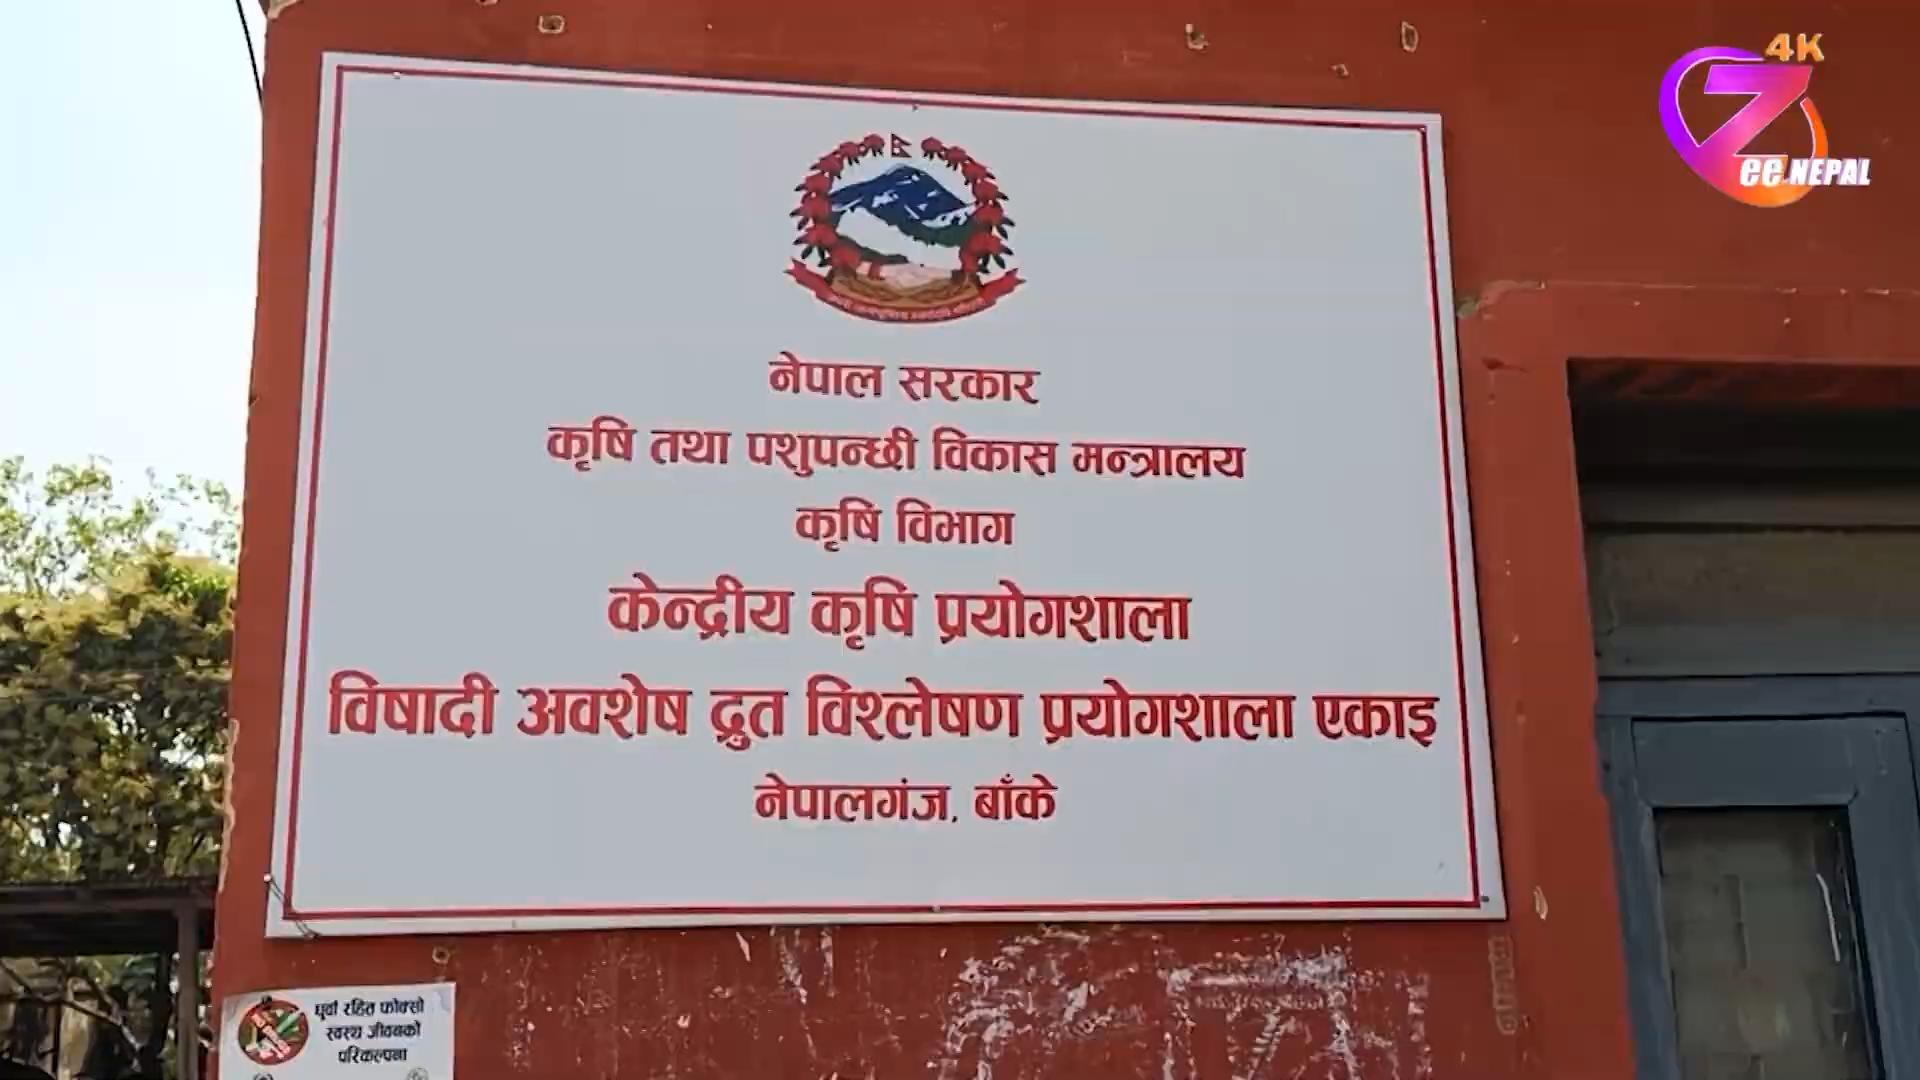 4K
Zee NEPAL
नेपाल सरकार
कृषि तथा पशुपन्छी विकास मन्त्रालय
कृषि विभाग
केन्द्रीय कृषि प्रयोगशाला
विषादी अवशेष द्रुत विश्लेषण प्रयोगशाला एकाइ
नेपालगंज, बाँके
धूवाँ रहित फोक्सो
स्वस्थ जीवनको
परिकल्पना